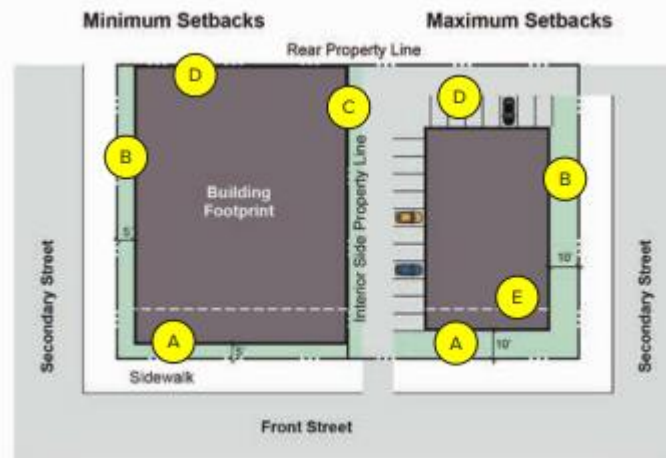 Minimum Setbacks
Maximum Setbacks
Rear Property Line
D
D
C
B
B
Building
Footprint
Interior Side Property Line
5'
10'
Secondary Street
Secondary Street
E
A
A
5'
10'
Sidewalk
Front Street